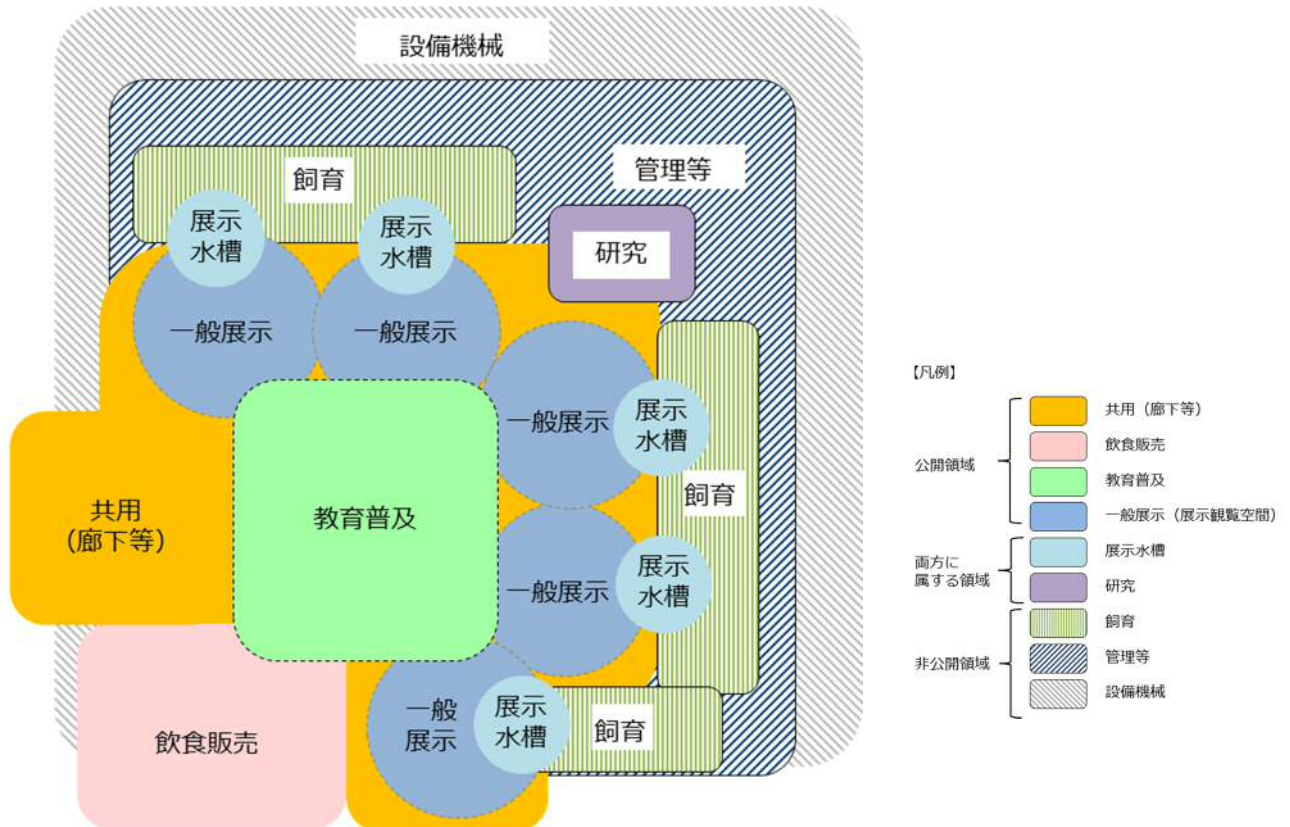 設備機械
管理等
飼育
展示
水槽
展示
水槽
研究
一般展示
一般展示
展示
水槽
一般展示
飼育
共用
（廊下等）
教育普及
展示
水槽
一般展示
一般
展示
展示
水槽
飼育
飲食販売
【凡例】
公開領域
共用（廊下等）
飲食販売
教育普及
一般展示（展示観覧空間）
両方に
属する領域
展示水槽
研究
非公開領域
飼育
管理等
設備機械